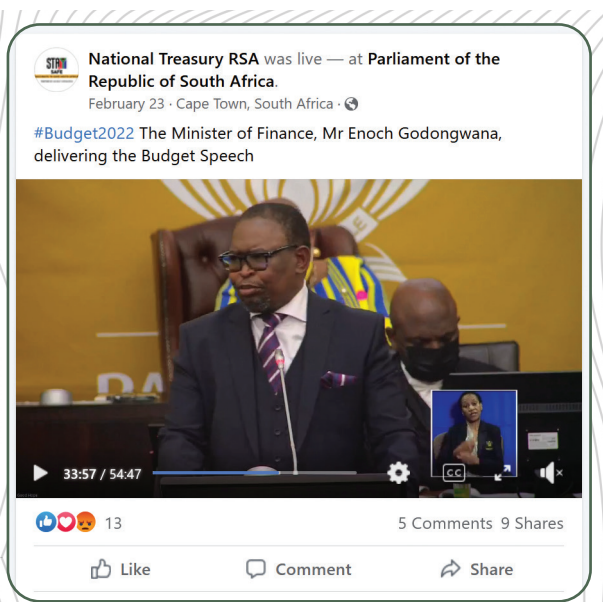 National Treasury RSA was live — at Parliament of the
Republic of South Africa.
February 23 · Cape Town, South Africa ·
#Budget2022 The Minister of Finance, Mr Enoch Godongwana,
delivering the Budget Speech
33:57 / 54:47
CC
13
5 Comments 9 Shares
Like
Comment
Share